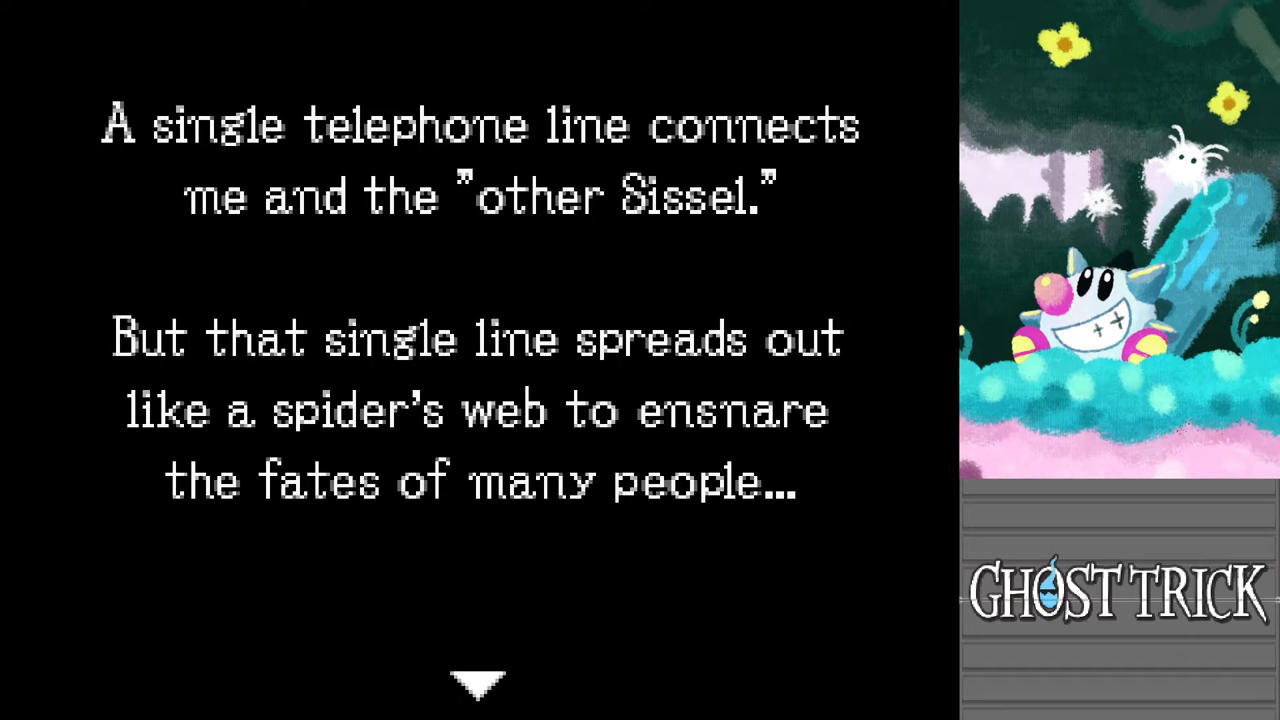 A single telephone line connects
me and the "other Sissel."
But that single line spreads out
like a spider's web to ensnare
the fates of many people...
GHOST TRICK